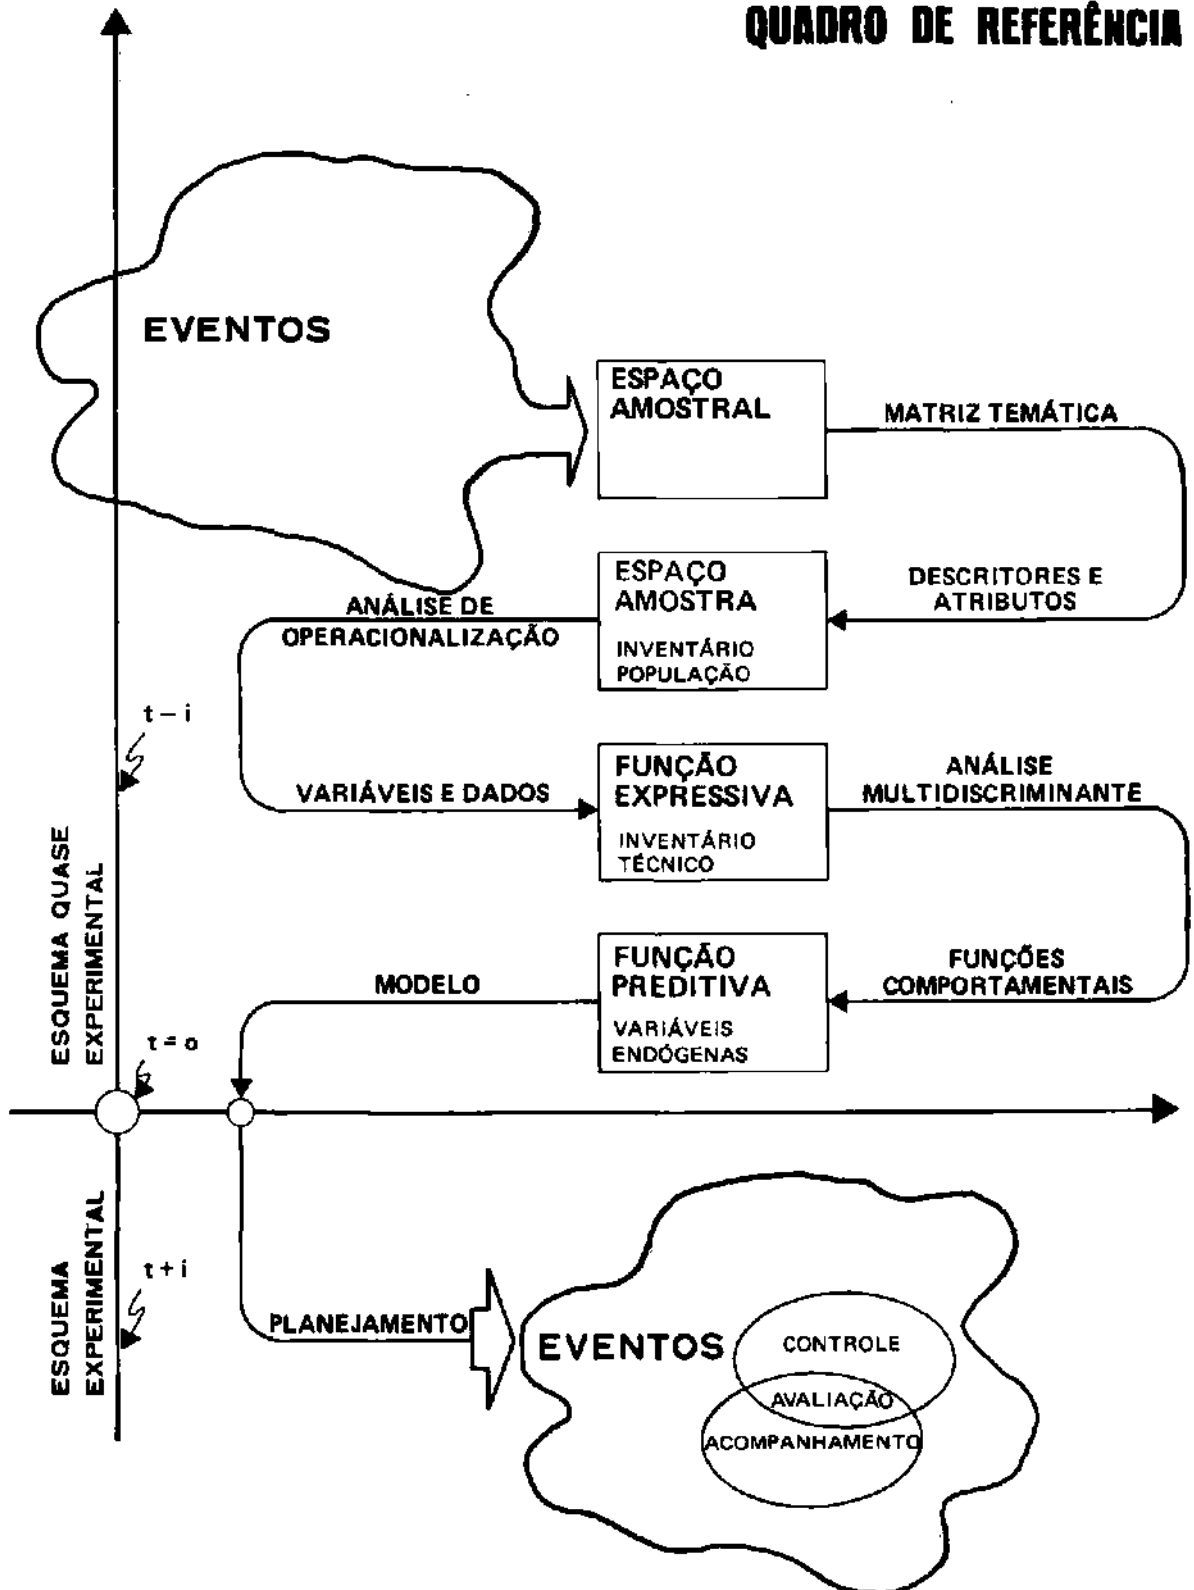 QUADRO DE REFERÊNCIA
EVENTOS
ESPAÇO
AMOSTRAL
MATRIZ TEMÁTICA
DESCRITORES E
ATRIBUTOS
ESPAÇO
AMOSTRA
INVENTÁRIO
POPULAÇÃO
ANÁLISE DE
OPERACIONALIZAÇÃO
t – i
VARIÁVEIS E DADOS
FUNÇÃO
EXPRESSIVA
INVENTÁRIO
TÉCNICO
ANÁLISE
MULTIDISCRIMINANTE
ESQUEMA QUASE
EXPERIMENTAL
FUNÇÕES
COMPORTAMENTAIS
FUNÇÃO
PREDITIVA
VARIÁVEIS
ENDÓGENAS
MODELO
t = o
ESQUEMA
EXPERIMENTAL
t + i
PLANEJAMENTO
EVENTOS
CONTROLE
AVALIAÇÃO
ACOMPANHAMENTO